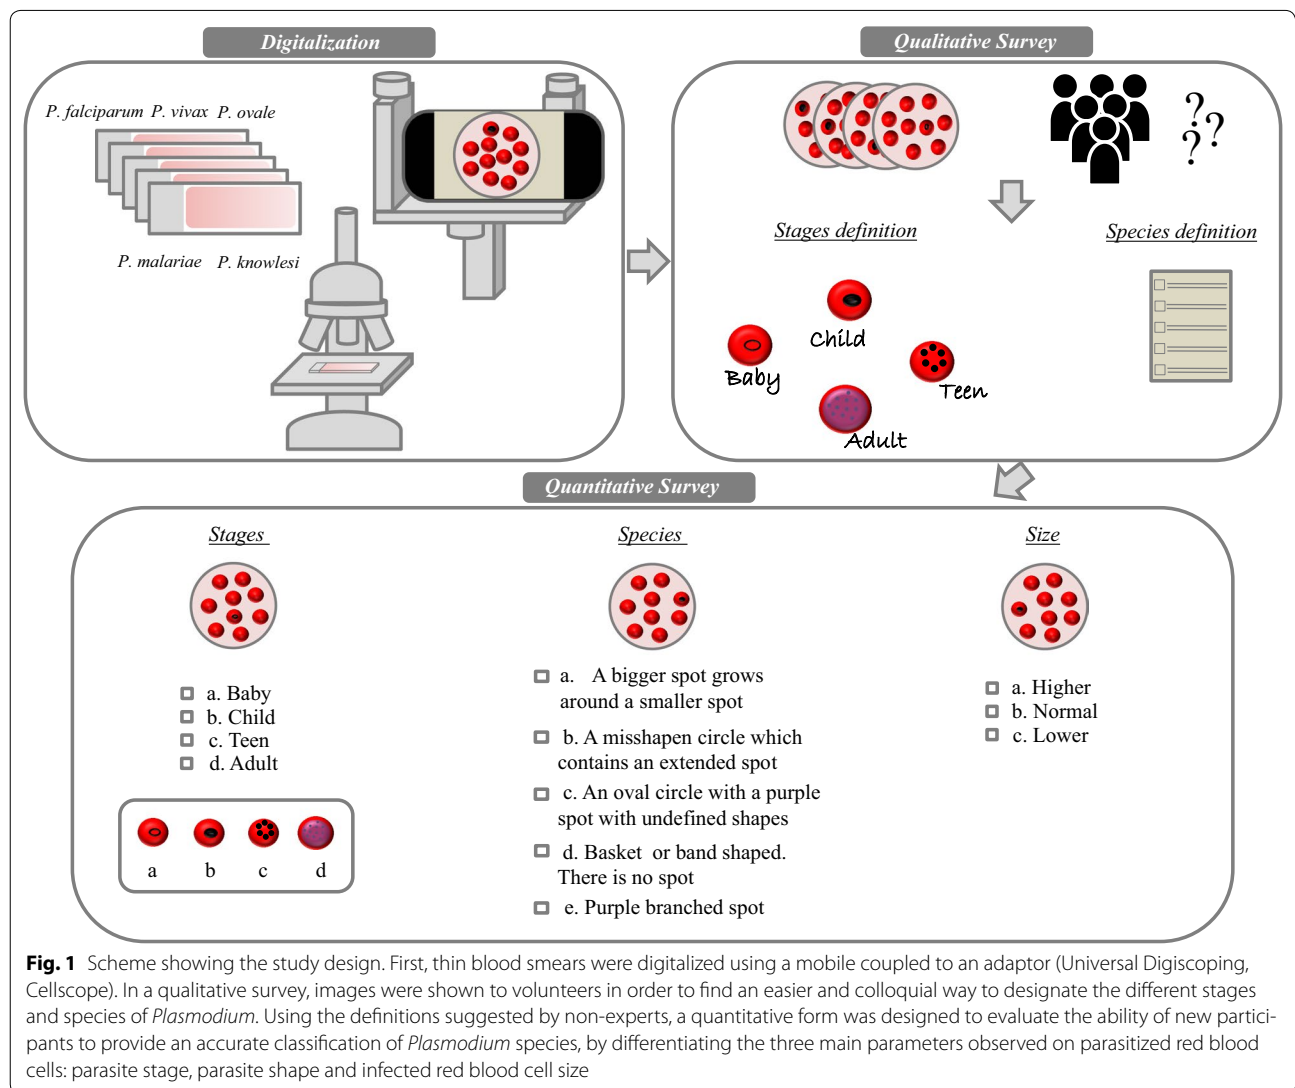 Digitalization
P. falciparum P. vivax P. ovale
P. malariae P. knowlesi
Qualitative Survey
? ? ?
Stages definition
Species definition
Child
Baby
Teen
Adult
Quantitative Survey
Stages
a. Baby
b. Child
c. Teen
d. Adult
a b c d
Species
a. A bigger spot grows
around a smaller spot
b. A misshapen circle which
contains an extended spot
c. An oval circle with a purple
spot with undefined shapes
d. Basket or band shaped.
There is no spot
e. Purple branched spot
Size
a. Higher
b. Normal
c. Lower
Fig. 1 Scheme showing the study design. First, thin blood smears were digitalized using a mobile coupled to an adaptor (Universal Digiscoping,
Cellscope). In a qualitative survey, images were shown to volunteers in order to find an easier and colloquial way to designate the different stages
and species of Plasmodium. Using the definitions suggested by non-experts, a quantitative form was designed to evaluate the ability of new partici-
pants to provide an accurate classification of Plasmodium species, by differentiating the three main parameters observed on parasitized red blood
cells: parasite stage, parasite shape and infected red blood cell size